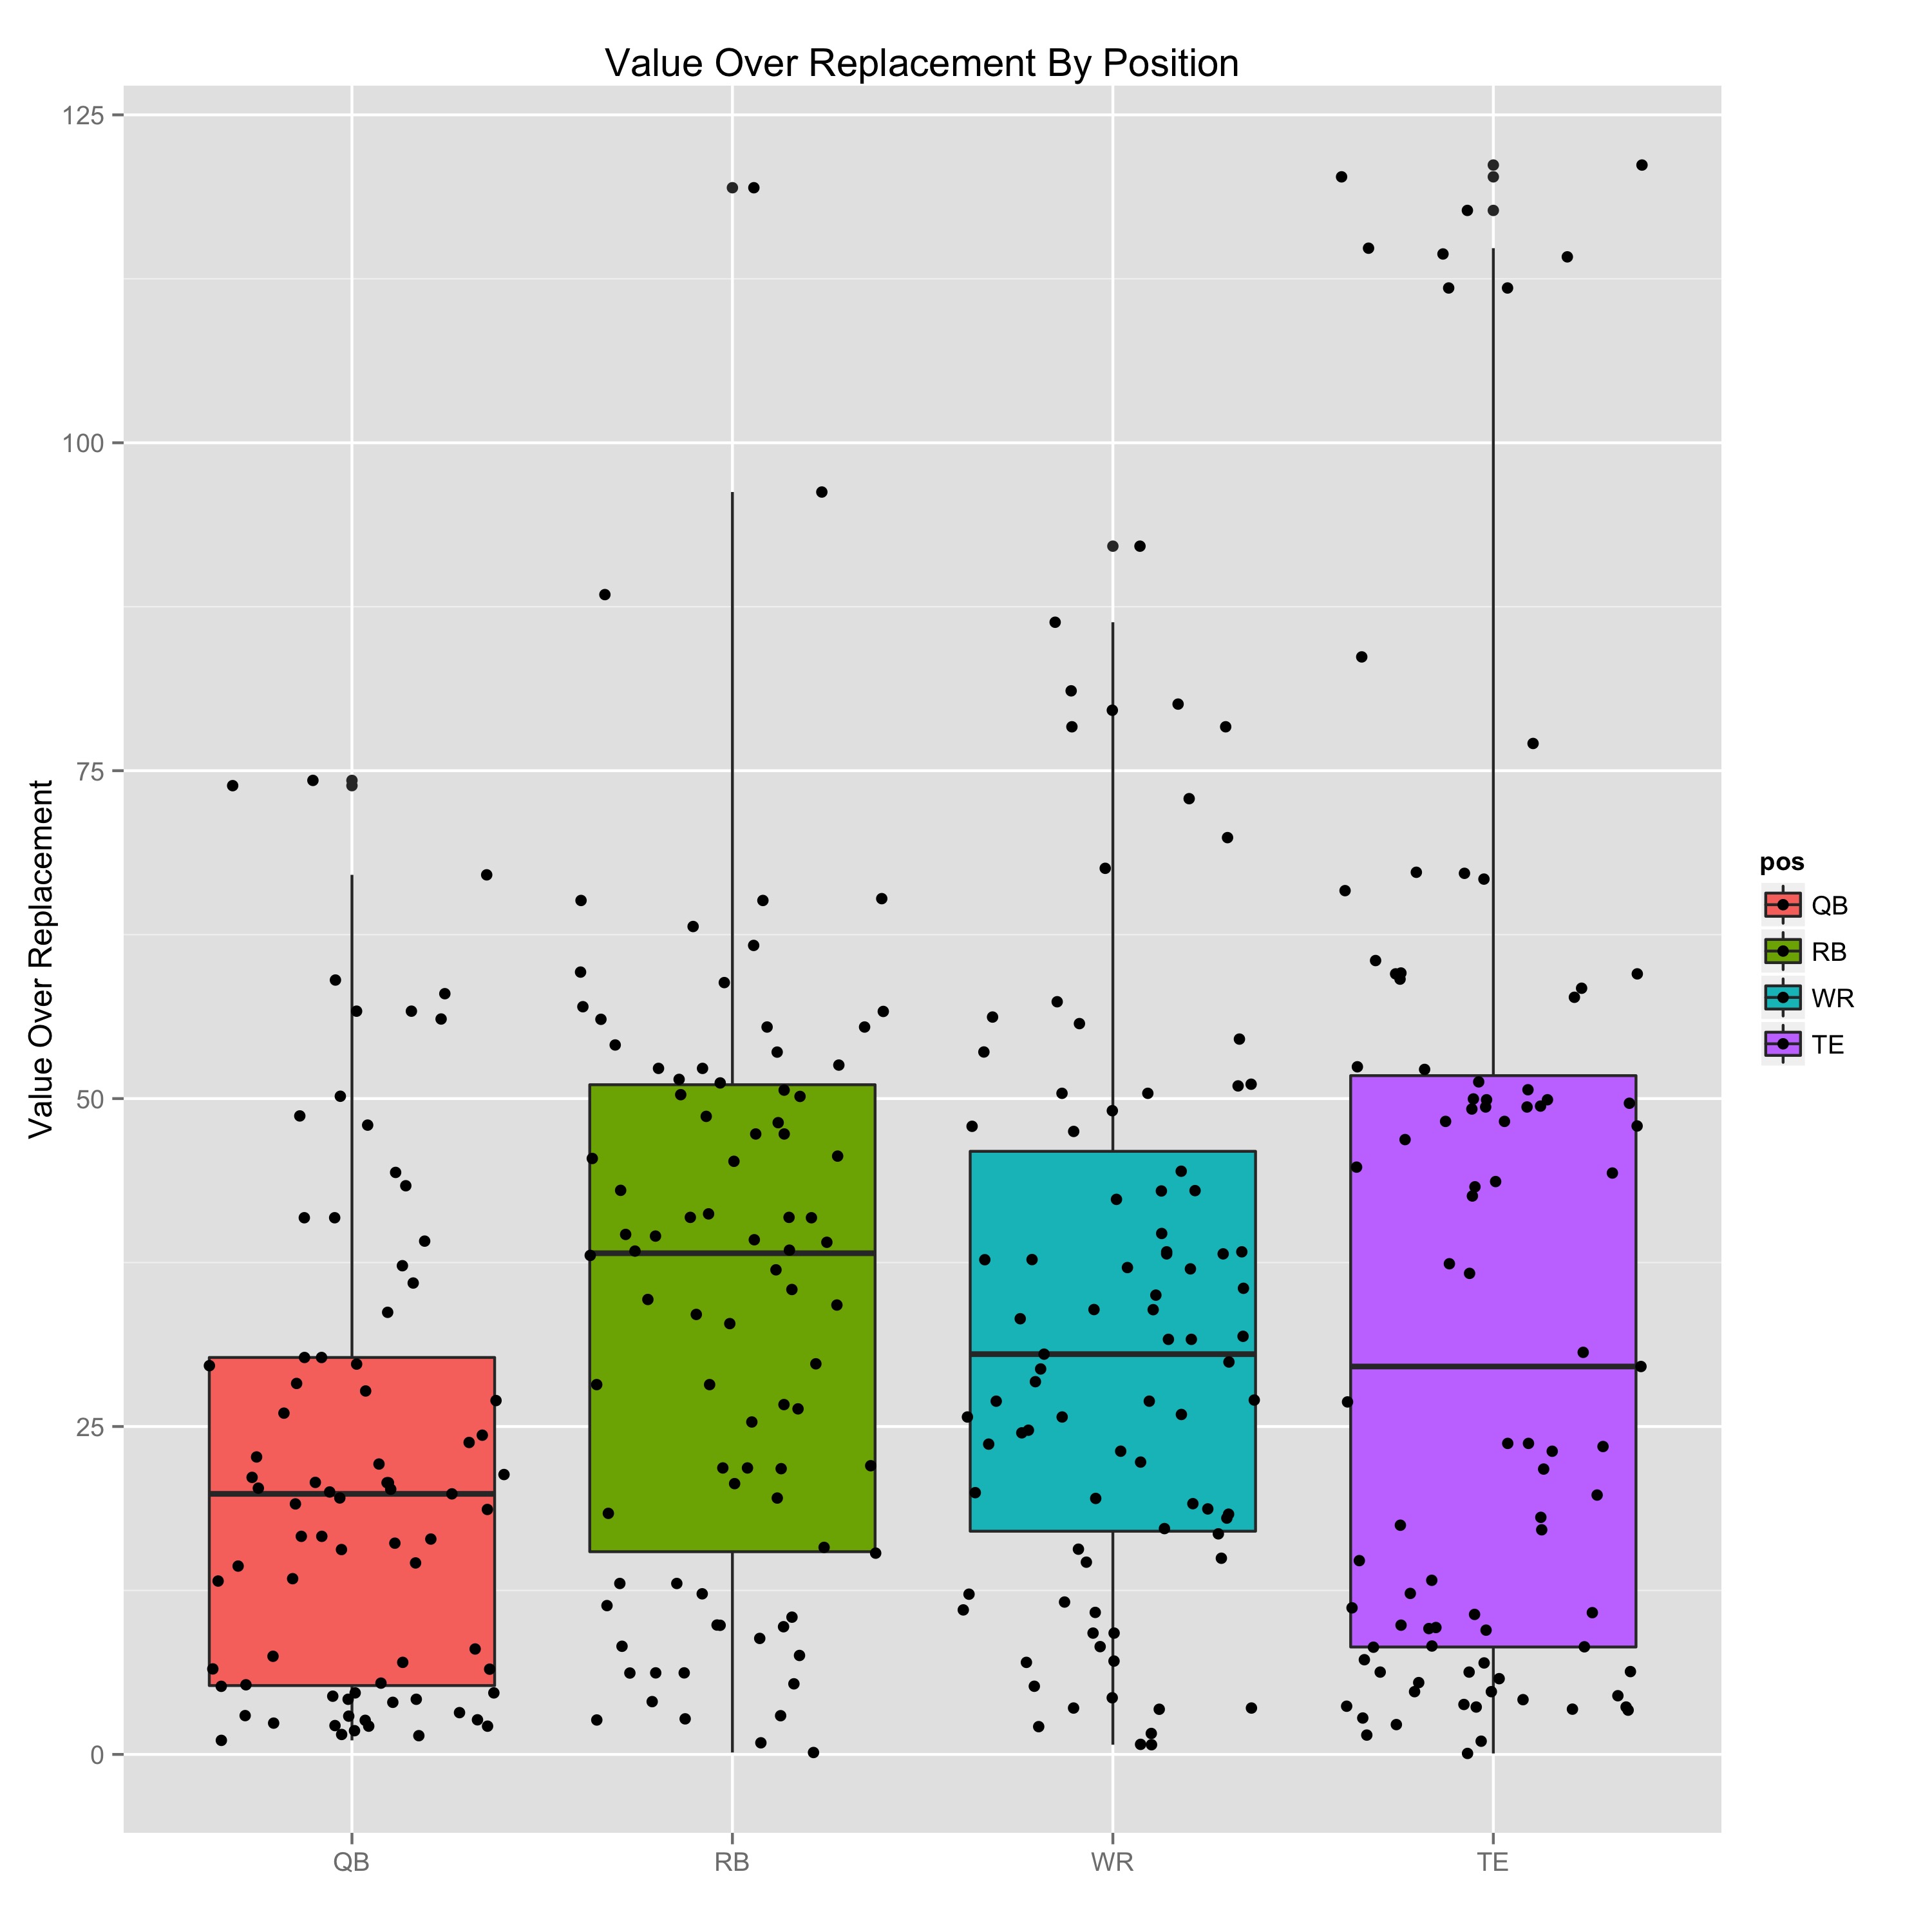 Value Over Replacement By Position
Value Over Replacement
125
100
75
50
25
0
QB
RB
WR
TE
pos
QB
RB
WR
TE